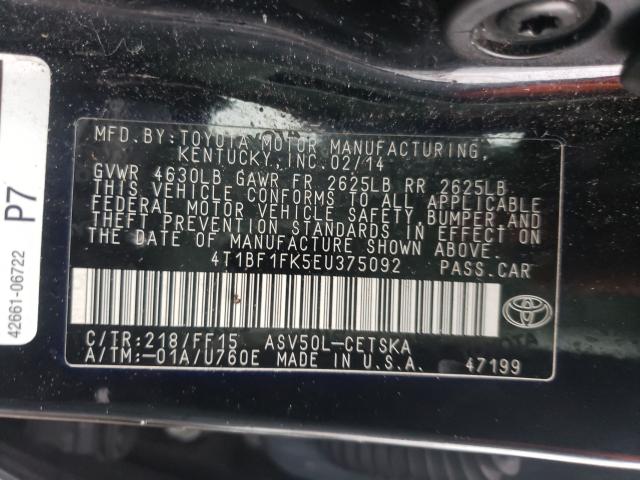 MFD. BY: TOYOTA MOTOR MANUFACTURING,
KENTUCKY, INC. 02/14
GVWR 4630LB GAWR FR 2625LB RR 2625LB
THIS VEHICLE CONFORMS TO ALL APPLICABLE
FEDERAL MOTOR VEHICLE SAFETY, BUMPER AND
THEFT PREVENTION STANDARDS IN EFFECT ON
THE DATE OF MANUFACTURE SHOWN ABOVE.
4T1BF1FK5EU375092 PASS. CAR
C/TR: 218/FF15 ASV50L-CETSKA
A/TM: -01A/U760E MADE IN U.S.A. 47199
TOYOTA
P7
42661-06722